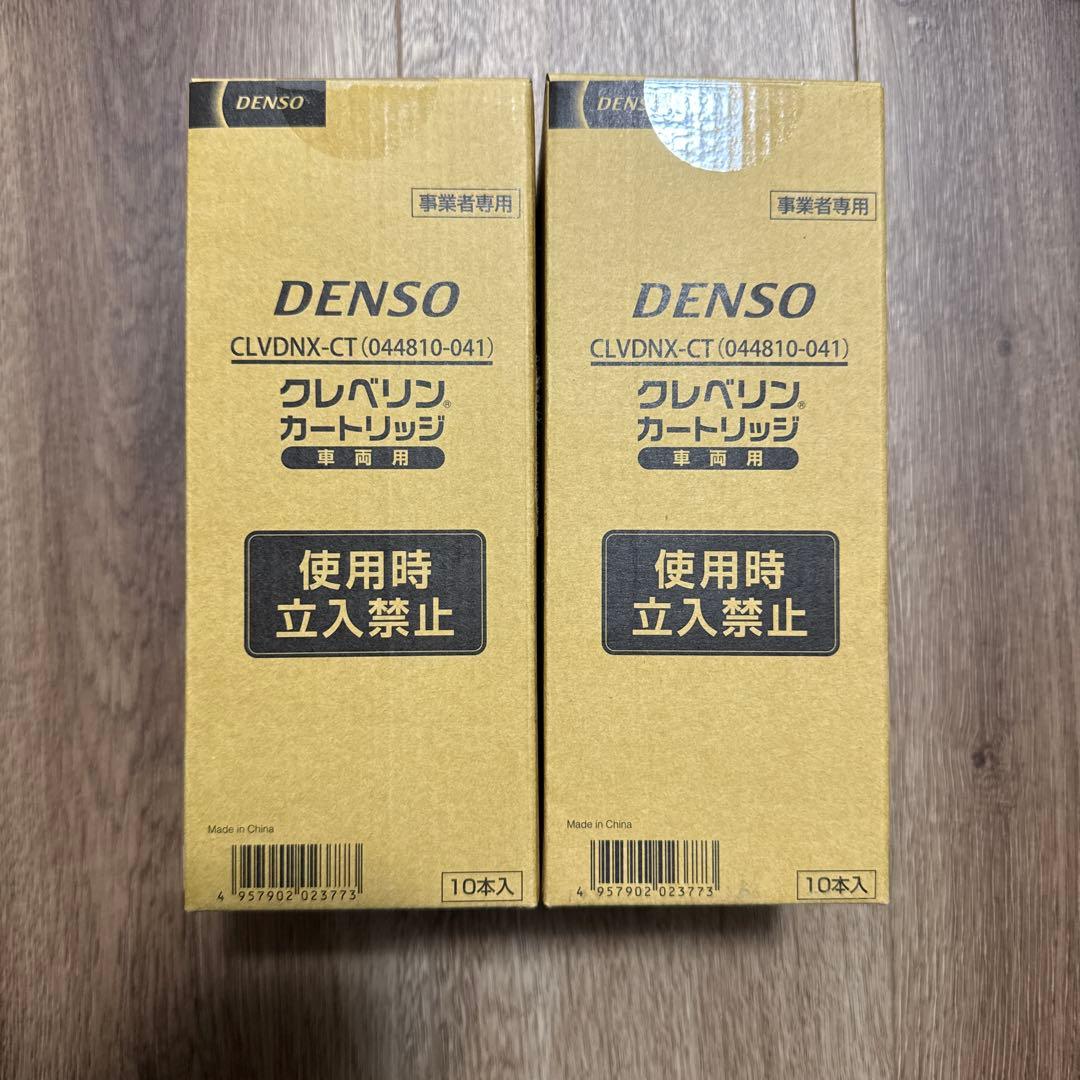 DENSO
事業者専用
DENSO
CLVDNX-CT(044810-041)
クレベリン®
カートリッジ
車両用
使用時
立入禁止
Made in China
4 957902 023773
10本入
DENS
事業者専用
DENSO
CLVDNX-CT(044810-041)
クレベリン®
カートリッジ
車両用
使用時
立入禁止
Made in China
4 957902 023773
10本入